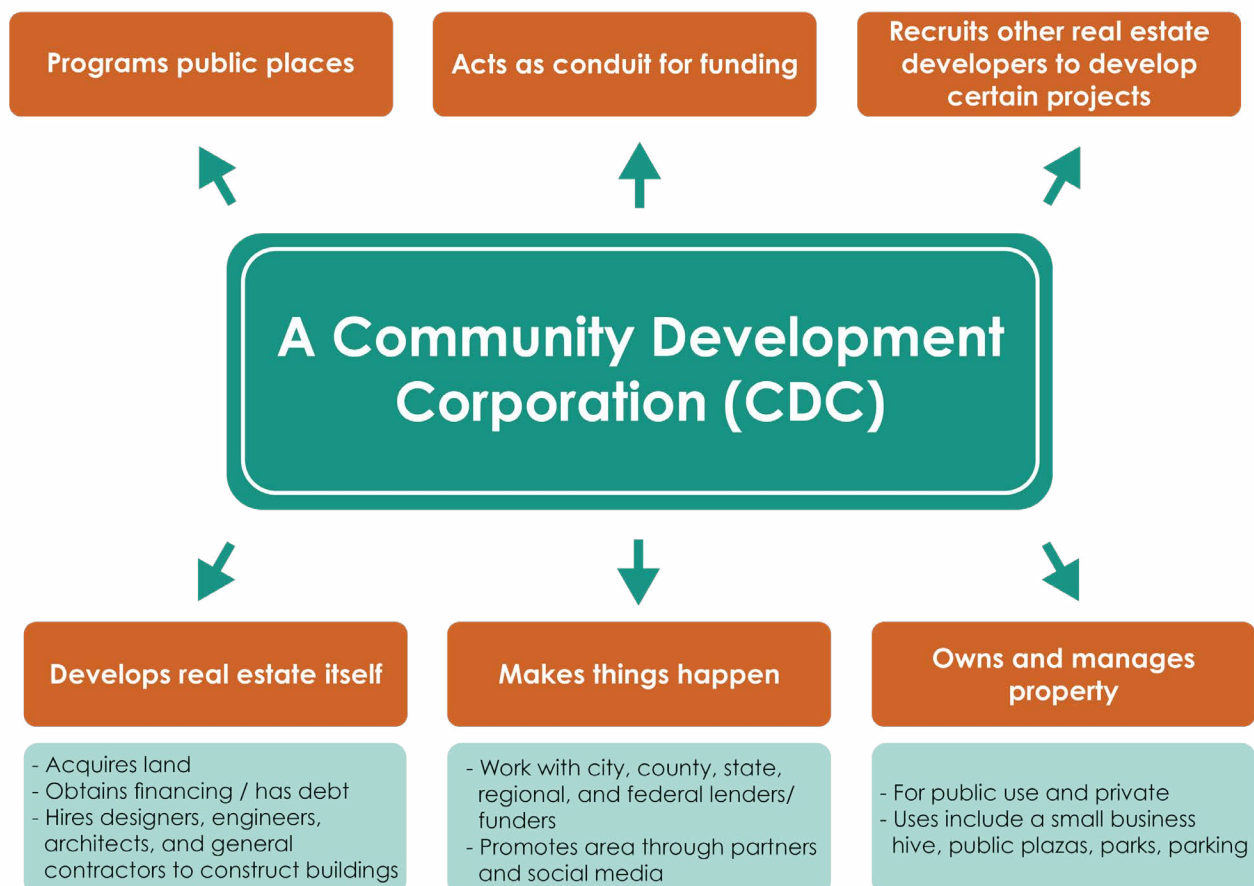 Programs public places
Acts as conduit for funding
Recruits other real estate
developers to develop
certain projects
A Community Development
Corporation (CDC)
Develops real estate itself
- Acquires land
- Obtains financing / has debt
- Hires designers, engineers,
architects, and general
contractors to construct buildings
Makes things happen
- Work with city, county, state,
regional, and federal lenders/
funders
- Promotes area through partners
and social media
Owns and manages
property
- For public use and private
- Uses include a small business
hive, public plazas, parks, parking